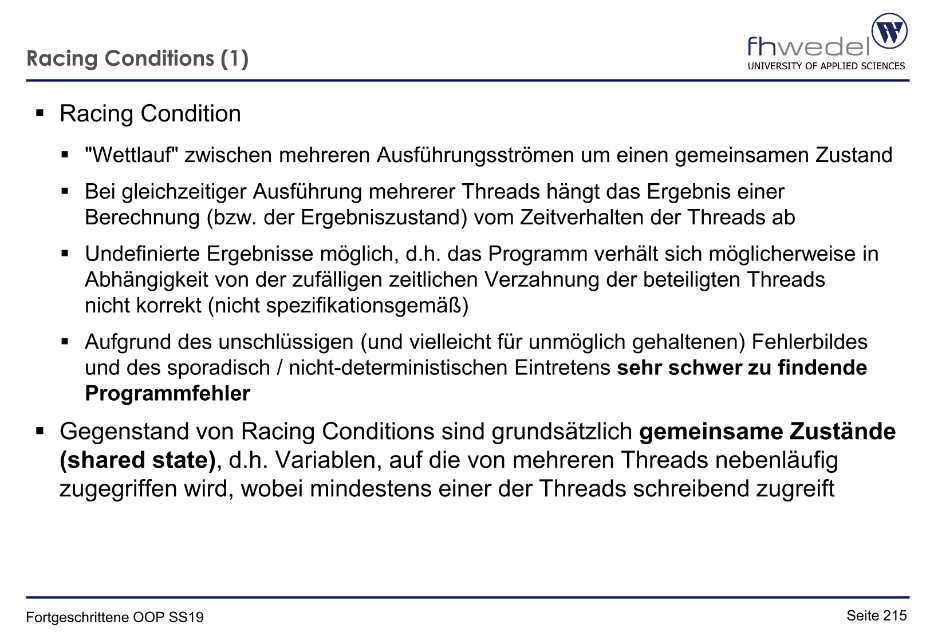 Racing Conditions (1)
fhwedel
UNIVERSITY OF APPLIED SCIENCES
▪ Racing Condition
▪ "Wettlauf" zwischen mehreren Ausführungsströmen um einen gemeinsamen Zustand
▪ Bei gleichzeitiger Ausführung mehrerer Threads hängt das Ergebnis einer
Berechnung (bzw. der Ergebniszustand) vom Zeitverhalten der Threads ab
▪ Undefinierte Ergebnisse möglich, d.h. das Programm verhält sich möglicherweise in
Abhängigkeit von der zufälligen zeitlichen Verzahnung der beteiligten Threads
nicht korrekt (nicht spezifikationsgemäß)
▪ Aufgrund des unschlüssigen (und vielleicht für unmöglich gehaltenen) Fehlerbildes
und des sporadisch / nicht-deterministischen Eintretens sehr schwer zu findende
Programmfehler
▪ Gegenstand von Racing Conditions sind grundsätzlich gemeinsame Zustände
(shared state), d.h. Variablen, auf die von mehreren Threads nebenläufig
zugegriffen wird, wobei mindestens einer der Threads schreibend zugreift
Fortgeschrittene OOP SS19
Seite 215